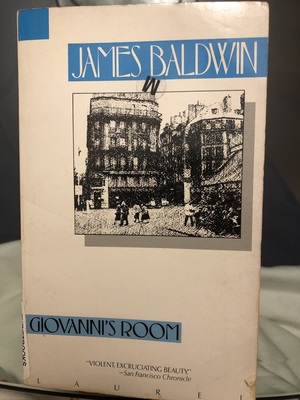 JAMES BALDWIN
GIOVANNI'S ROOM
"VIOLENT, EXCRUCIATING BEAUTY."
—San Francisco Chronicle
LAUREL